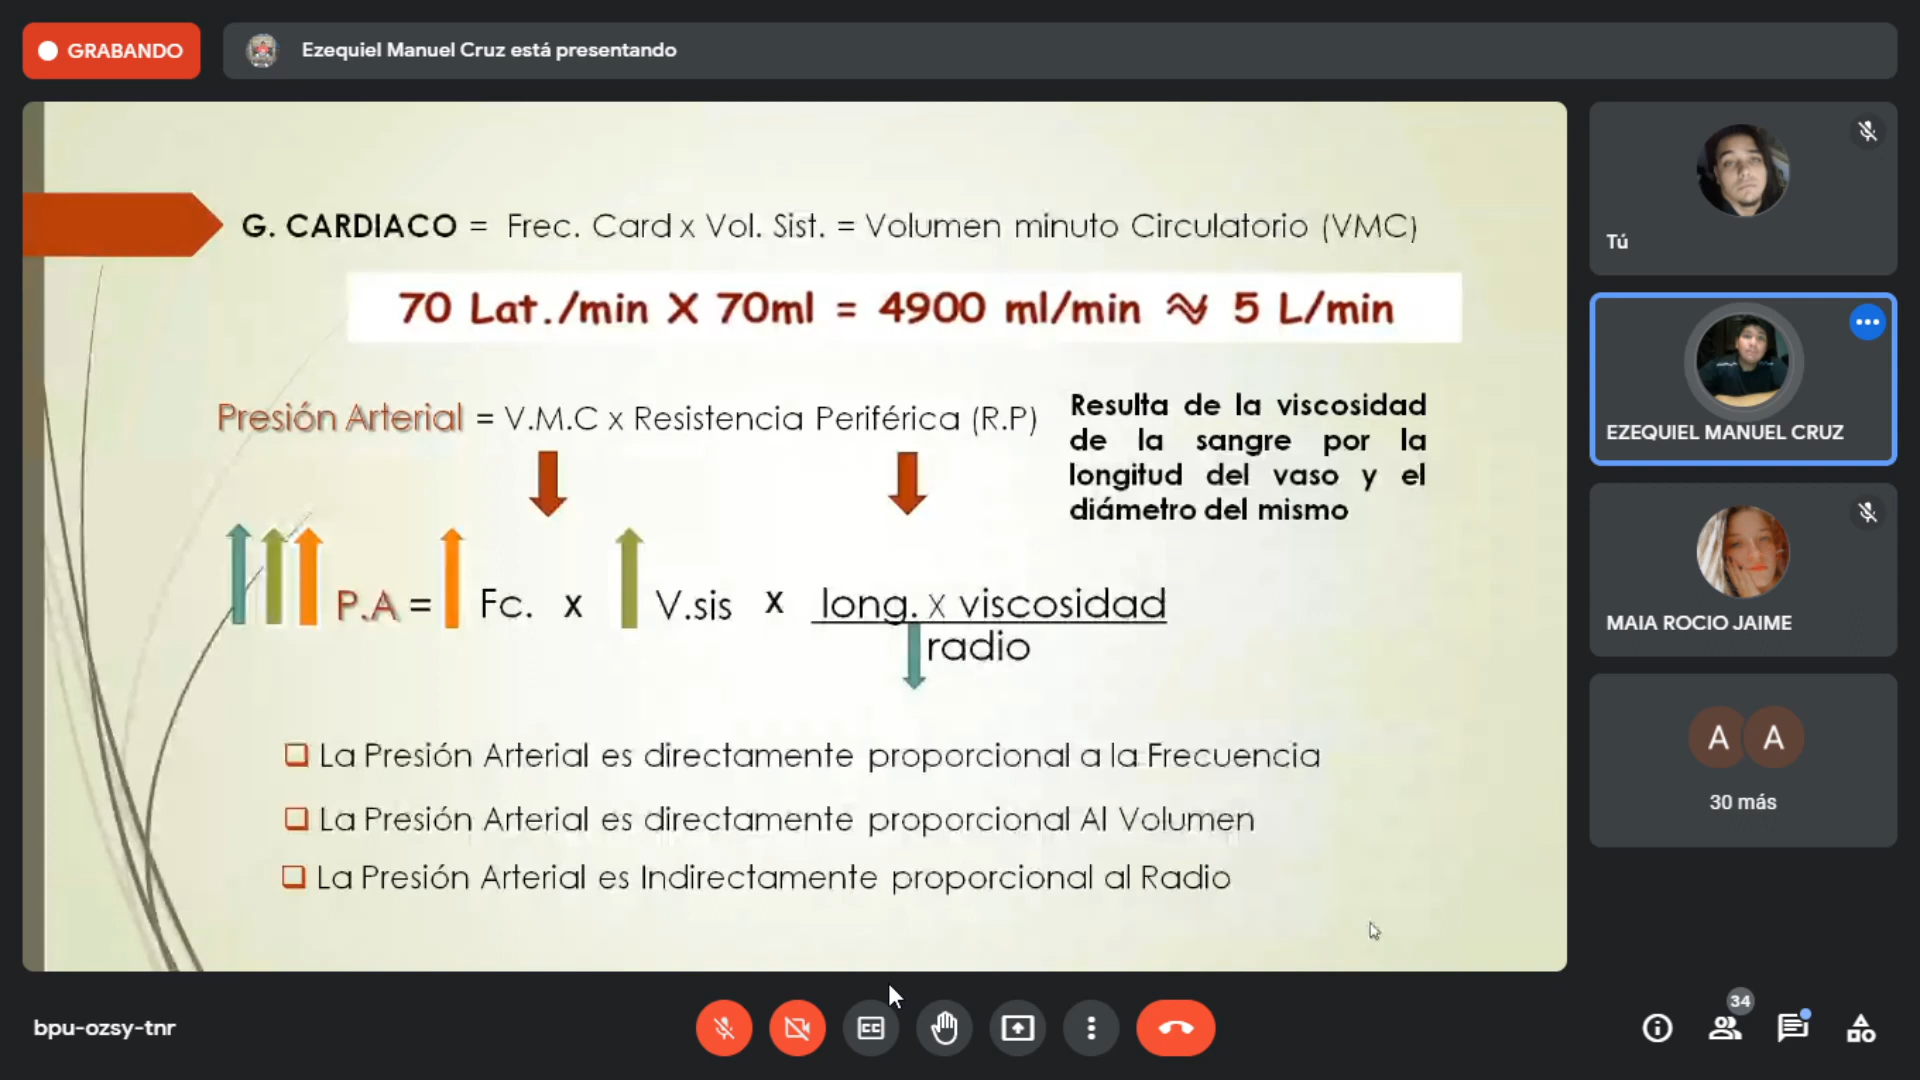 GRABANDO
Ezequiel Manuel Cruz está presentando
G. CARDIACO = Frec. Card x Vol. Sist. = Volumen minuto Circulatorio (VMC)
70 Lat./min X 70ml = 4900 ml/min ≈ 5 L/min
Presión Arterial = V.M.C x Resistencia Periférica (R.P)
Resulta de la viscosidad
de la sangre por la
longitud del vaso y el
diámetro del mismo
P.A = Fc. x V.sis x long. x viscosidad
radio
La Presión Arterial es directamente proporcional a la Frecuencia
La Presión Arterial es directamente proporcional Al Volumen
La Presión Arterial es Indirectamente proporcional al Radio
Tú
EZEQUIEL MANUEL CRUZ
MAIA ROCIO JAIME
A A
30 más
bpu-ozsy-tnr
CC
34